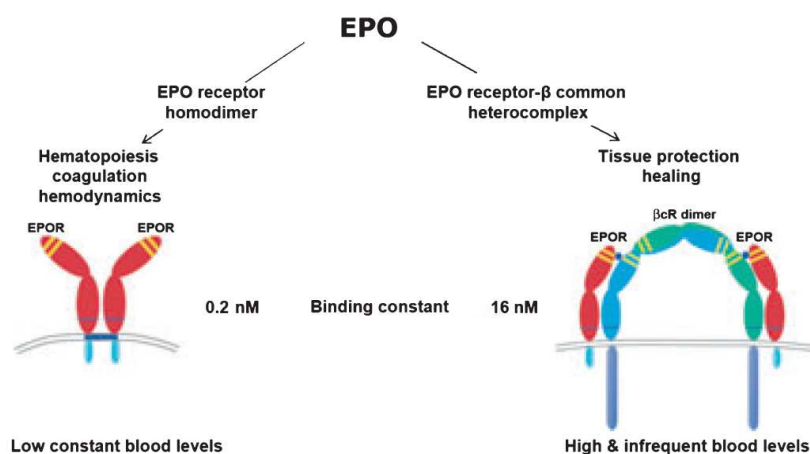 EPO
EPO receptor
homodimer
EPO receptor-β common
heterocomplex
Hematopoiesis
coagulation
hemodynamics
Tissue protection
healing
EPOR
EPOR
βcR dimer
EPOR
EPOR
0.2 nM
Binding constant
16 nM
Low constant blood levels
High & infrequent blood levels